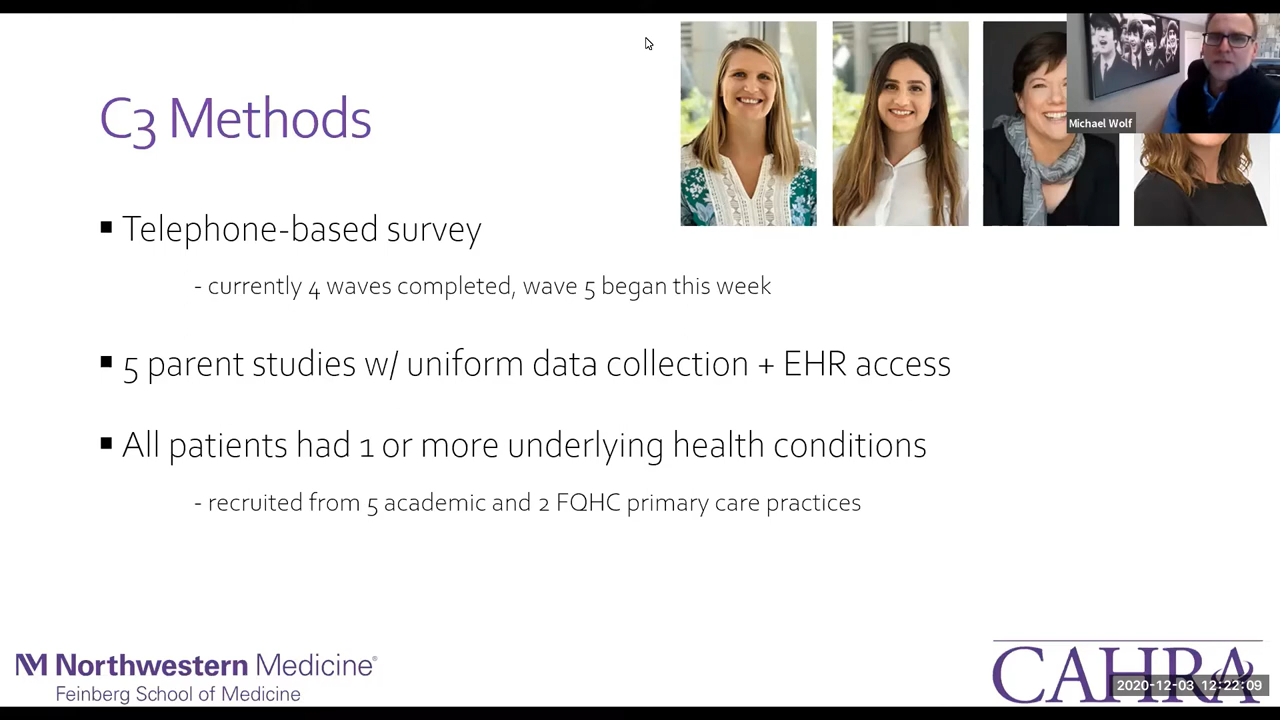 Michael Wolf
C3 Methods
▪ Telephone-based survey
- currently 4 waves completed, wave 5 began this week
▪ 5 parent studies w/ uniform data collection + EHR access
▪ All patients had 1 or more underlying health conditions
- recruited from 5 academic and 2 FQHC primary care practices
NM Northwestern Medicine®
Feinberg School of Medicine
CAHRA
2020-12-03 12:22:09